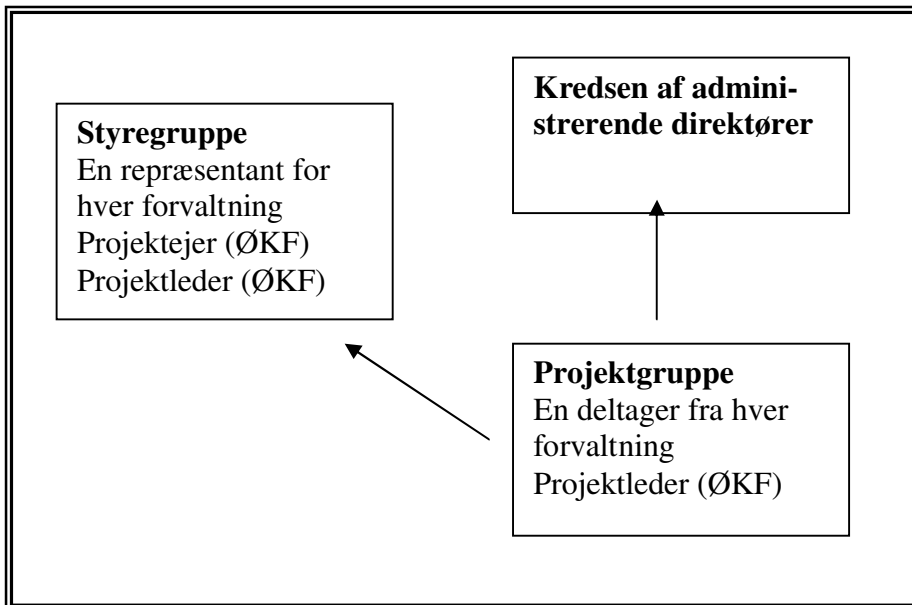 Styregruppe
En repræsentant for
hver forvaltning
Projektejer (ØKF)
Projektleder (ØKF)
Kredsen af admini-
strerende direktører
Projektgruppe
En deltager fra hver
forvaltning
Projektleder (ØKF)